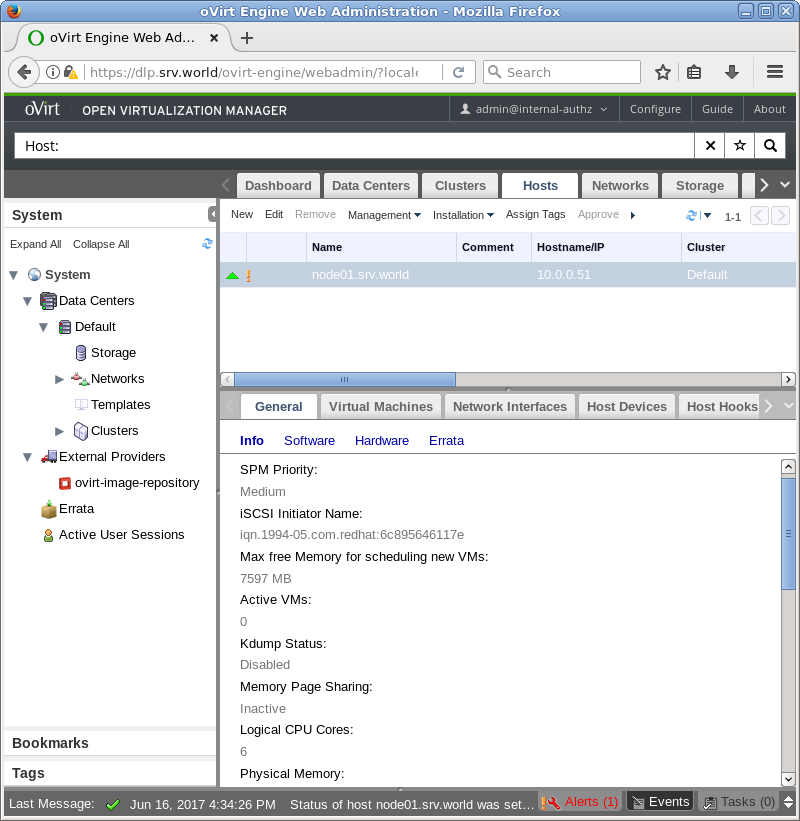 oVirt Engine Web Administration - Mozilla Firefox
oVirt Engine Web Ad...
https://dlp.srv.world/ovirt-engine/webadmin/?locale
Search
oVirt OPEN VIRTUALIZATION MANAGER
admin@internal-authz Configure Guide About
Host:
Dashboard Data Centers Clusters Hosts Networks Storage
System
New Edit Remove Management Installation Assign Tags Approve 1-1
Expand All Collapse All
Name Comment Hostname/IP Cluster
node01.srv.world 10.0.0.51 Default
System
Data Centers
Default
Storage
Networks
Templates
Clusters
External Providers
ovirt-image-repository
Errata
Active User Sessions
Bookmarks
Tags
General Virtual Machines Network Interfaces Host Devices Host Hooks
Info Software Hardware Errata
SPM Priority:
Medium
iSCSI Initiator Name:
iqn.1994-05.com.redhat:6c895646117e
Max free Memory for scheduling new VMs:
7597 MB
Active VMs:
0
Kdump Status:
Disabled
Memory Page Sharing:
Inactive
Logical CPU Cores:
6
Physical Memory:
Last Message: Jun 16, 2017 4:34:26 PM Status of host node01.srv.world was set... Alerts (1) Events Tasks (0)